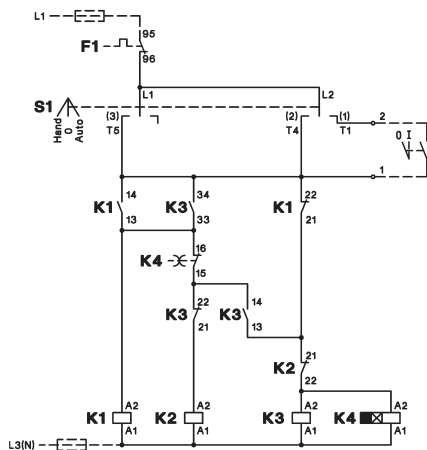 L1
95
F1
96
L1
L2
S1
Hand
0
Auto
(3)
T5
(2)
T4
(1)
T1
2
0 I
1
K1
14
13
K3
34
33
K1
22
21
K4
16
15
K3
22
21
K3
14
13
K2
21
22
K1
A2
A1
K2
A2
A1
K3
A2
A1
K4
A2
A1
L3(N)